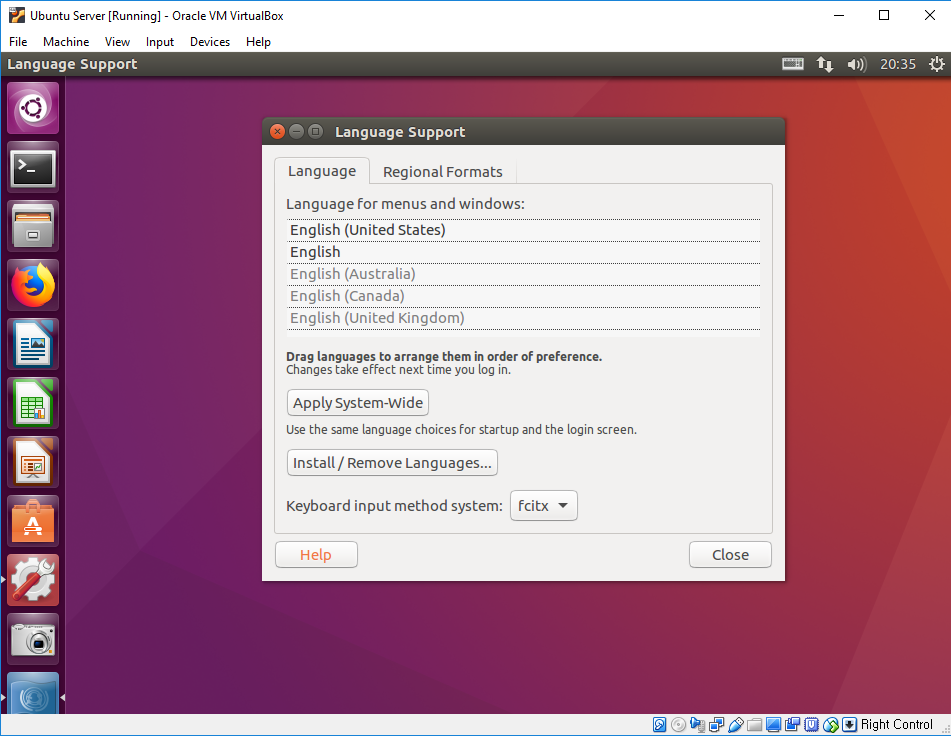 Ubuntu Server [Running] - Oracle VM VirtualBox
File Machine View Input Devices Help
Language Support 20:35
Language Support
Language Regional Formats
Language for menus and windows:
English (United States)
English
English (Australia)
English (Canada)
English (United Kingdom)
Drag languages to arrange them in order of preference.
Changes take effect next time you log in.
Apply System-Wide
Use the same language choices for startup and the login screen.
Install / Remove Languages...
Keyboard input method system: fcitx
Help Close
Right Control